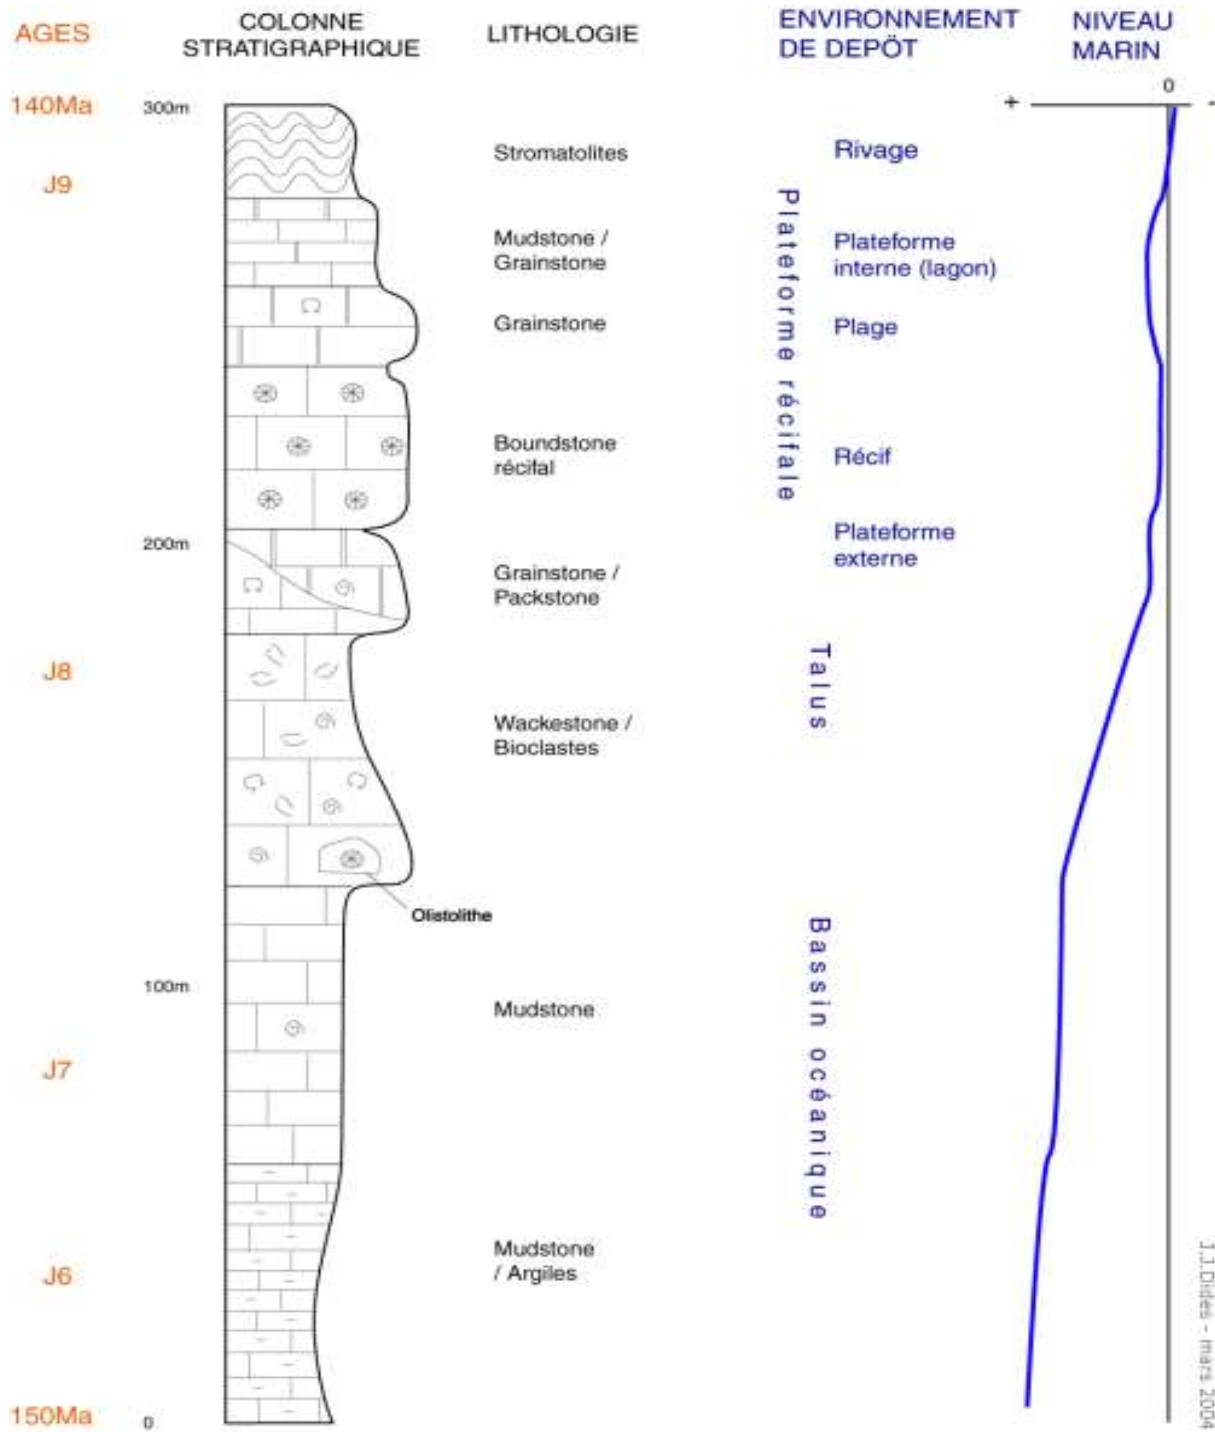 AGES
COLONNE
STRATIGRAPHIQUE
LITHOLOGIE
ENVIRONNEMENT
DE DEPÖT
NIVEAU
MARIN
0
+
-
140Ma
300m
Stromatolites
Rivage
J9
Plateforme récifale
Mudstone /
Grainstone
Plateforme
interne (lagon)
Grainstone
Plage
Boundstone
récifal
Récif
200m
Plateforme
externe
Grainstone /
Packstone
J8
Talus
Wackestone /
Bioclastes
Olistolithe
Bassin océanique
100m
Mudstone
J7
J6
Mudstone
/ Argiles
150Ma
0
J.J.Dides - mars 2004